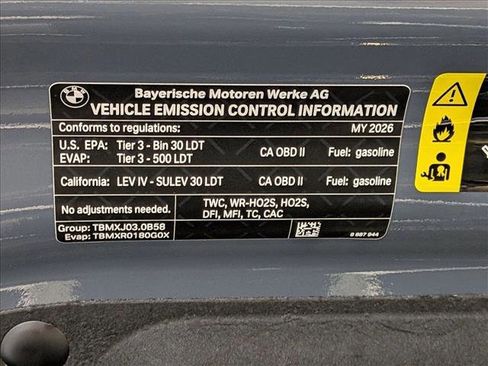 BMW
Bayerische Motoren Werke AG
VEHICLE EMISSION CONTROL INFORMATION
Conforms to regulations: MY 2026
U.S. EPA: Tier 3 - Bin 30 LDT CA OBD II Fuel: gasoline
EVAP: Tier 3 - 500 LDT
California: LEV IV - SULEV 30 LDT CA OBD II Fuel: gasoline
No adjustments needed. TWC, WR-HO2S, HO2S,
DFI, MFI, TC, CAC
Group: TBMXJ03.0B58
Evap: TBMXR0180G0X
9 887 944